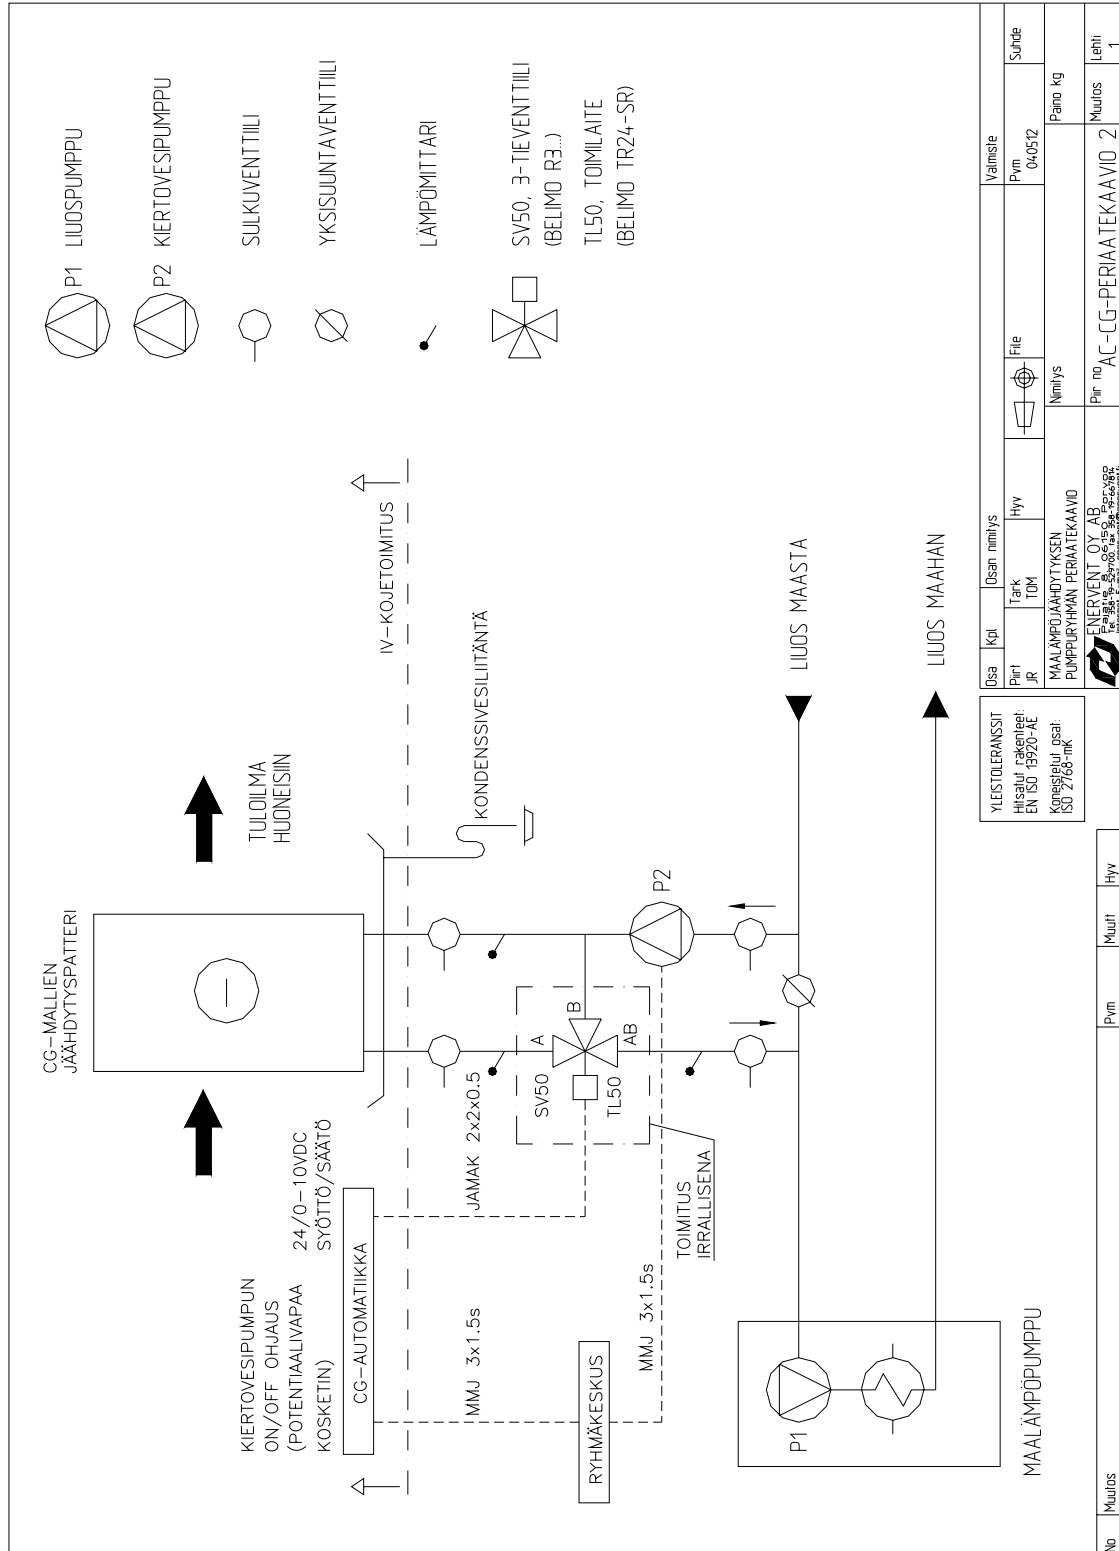 CG-MALLIEN
JÄÄHDYTYSPATTERI
TULOILMA
HUONEISIIN
KIERTOVESIPUMPUN
ON/OFF OHJAUS
(POTENTIAALIVAPAA
KOSKETIN)
24/0-10VDC
SYÖTTÖ/SÄÄTÖ
CG-AUTOMATIIKKA
IV-KOJETOIMITUS
MMJ 3x1.5s
JAMAK 2x2x0.5
KONDENSSIVESILIITÄNTÄ
SV50
A
B
AB
TL50
RYHMÄKESKUS
MMJ 3x1.5s
TOIMITUS
IRRALLISENA
P2
LIUOS MAASTA
P1
LIUOS MAAHAN
MAALÄMPÖPUMPPU
P1 LIUOSPUMPPU
P2 KIERTOVESIPUMPPU
SULKUVENTTIILI
YKSISUUNTAVENTTIILI
LÄMPÖMITTARI
SV50, 3-TIEVENTTIILI
(BELIMO R3...)
TL50, TOIMILAITE
(BELIMO TR24-SR)
YLEISTOLERANSSIT
Hitsatut rakenteet:
EN ISO 13920-AE
Koneistetut osat:
ISO 2768-mK
Osa Kpl Osan nimitys Valmiste
Piirt JR Tark TOM Hyv File Pvm 040512 Suhde
MAALÄMPÖJÄÄHDYTYKSEN
PUMPPURYHMÄN PERIAATEKAAVIO
Nimitys Paino kg
ENERVENT OY AB
Piir no AC-CG-PERIAATEKAAVIO 2 Muutos Lehti 1
No Muutos Pvm Muutt Hyv